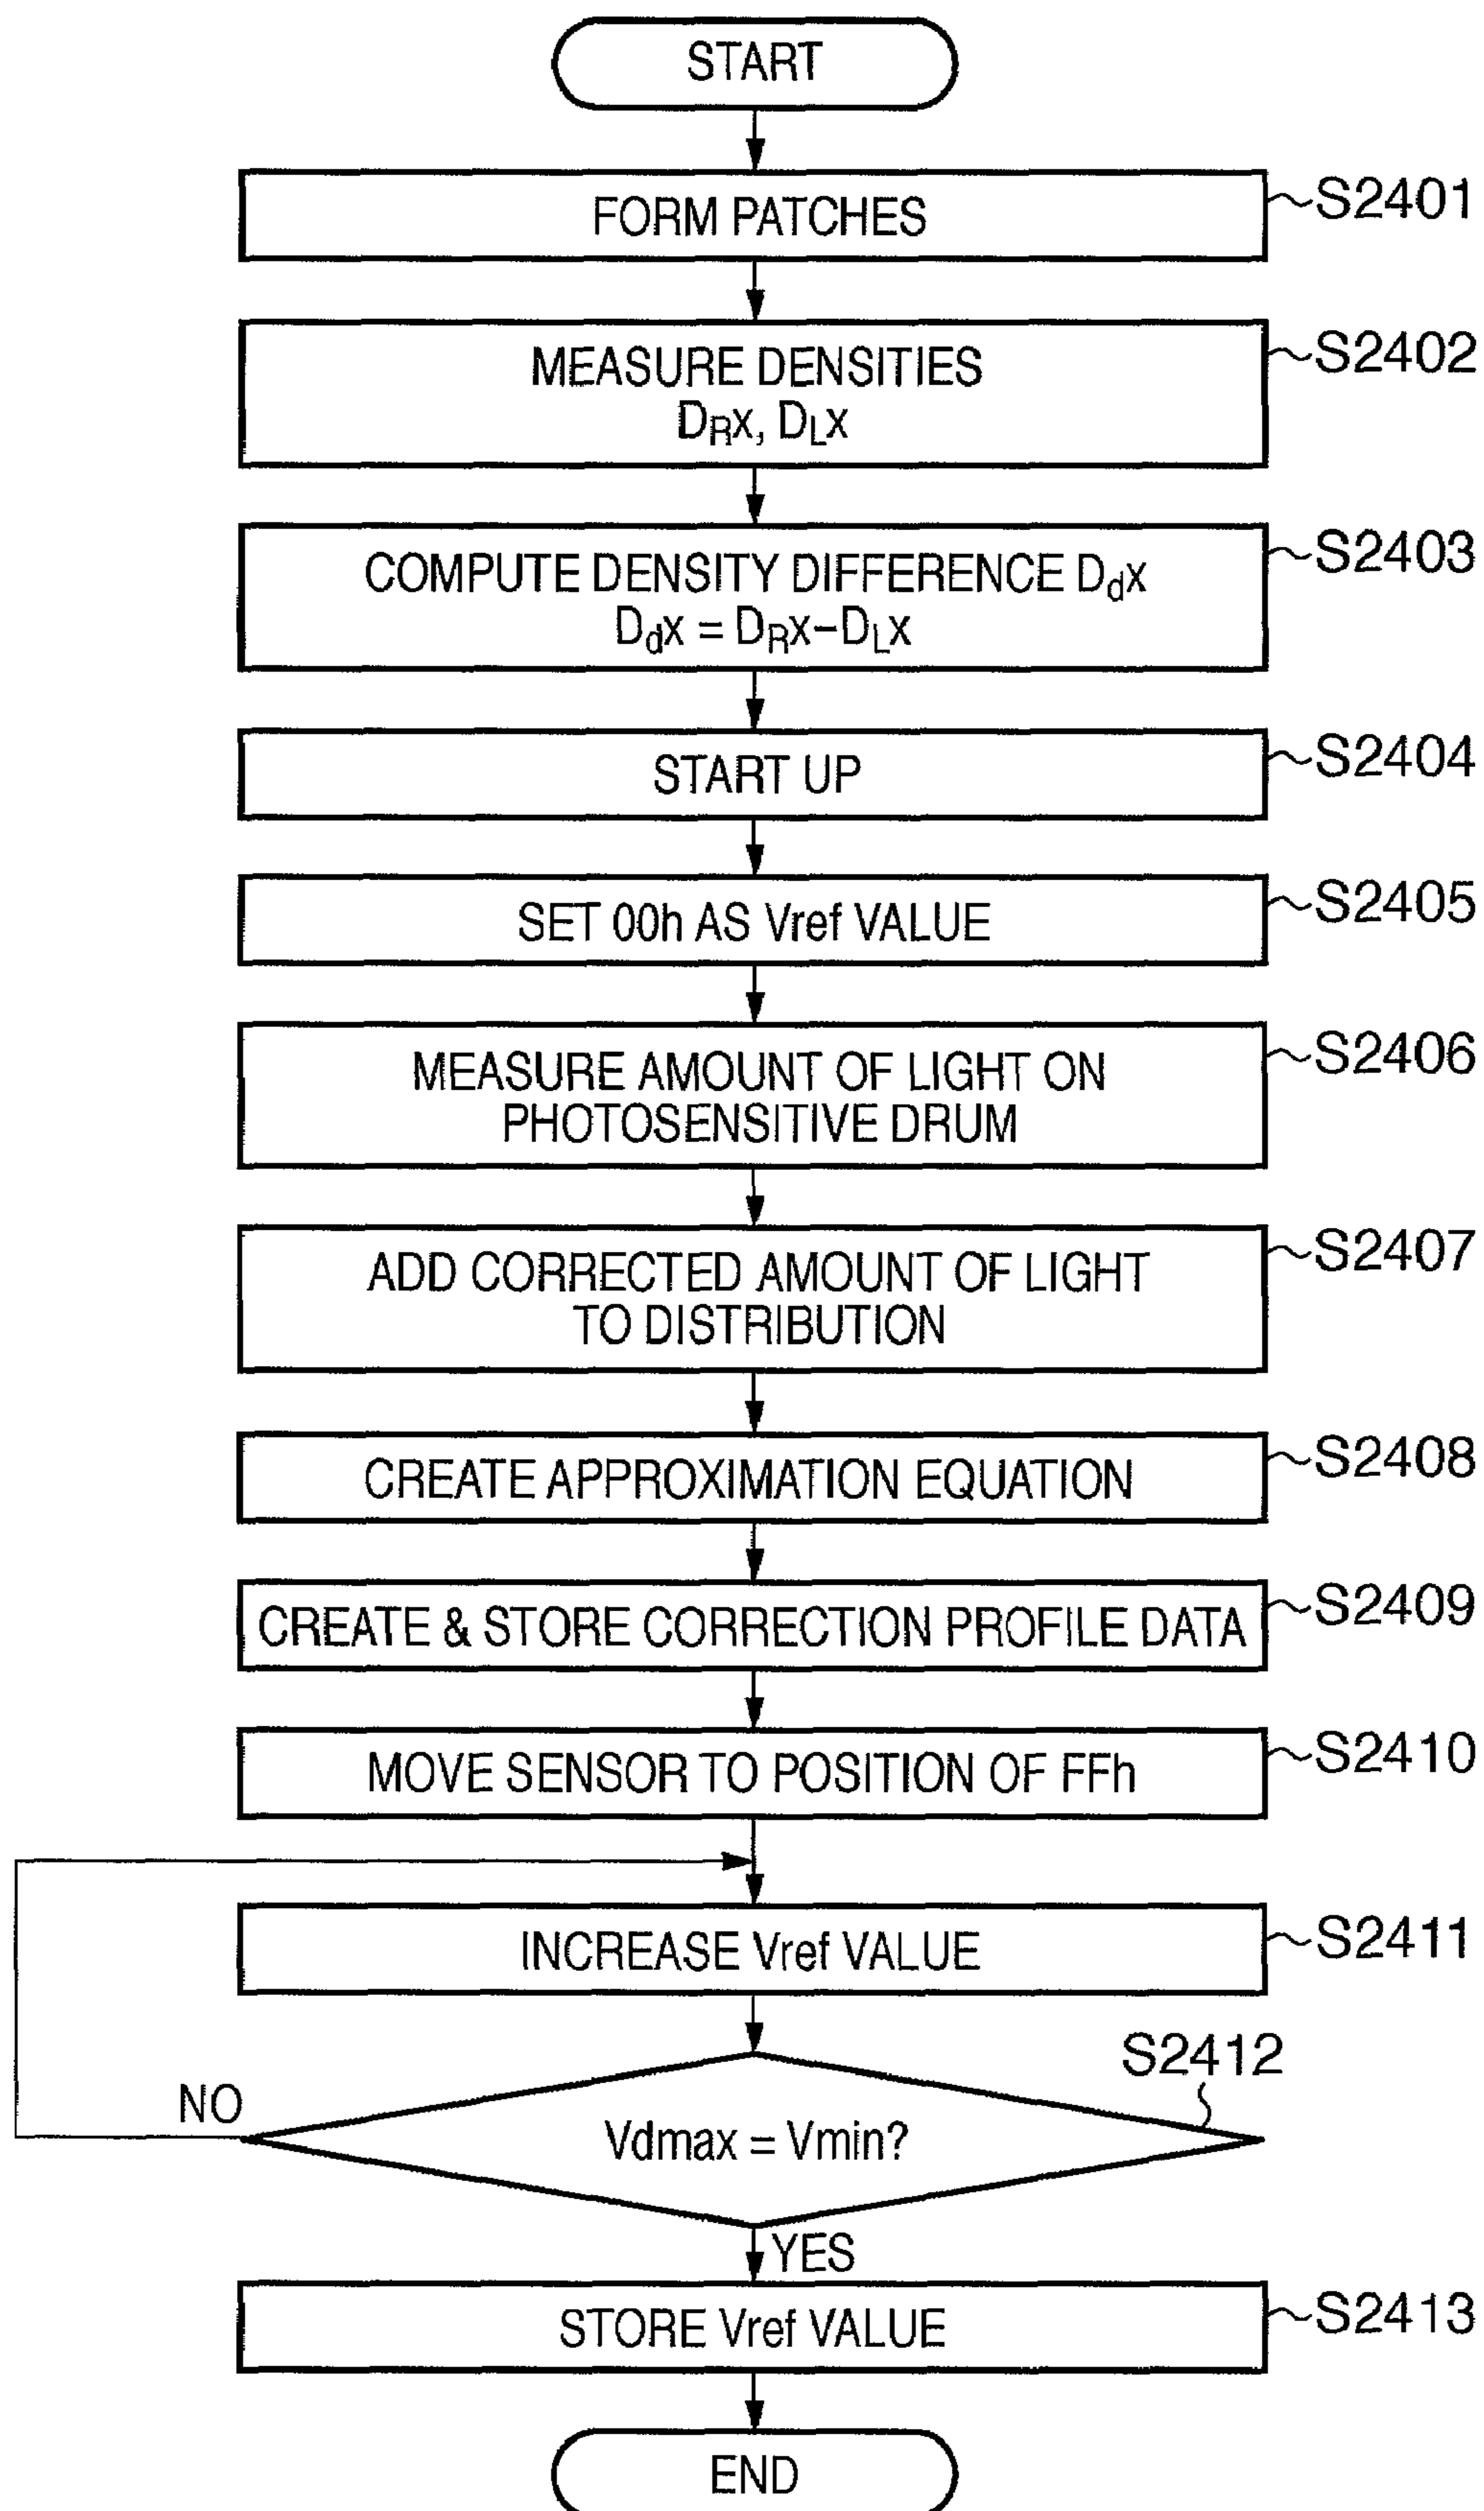 START
FORM PATCHES
S2401
MEASURE DENSITIES
DRx, DLx
S2402
COMPUTE DENSITY DIFFERENCE Ddx
Ddx = DRx–DLx
S2403
START UP
S2404
SET 00h AS Vref VALUE
S2405
MEASURE AMOUNT OF LIGHT ON
PHOTOSENSITIVE DRUM
S2406
ADD CORRECTED AMOUNT OF LIGHT
TO DISTRIBUTION
S2407
CREATE APPROXIMATION EQUATION
S2408
CREATE & STORE CORRECTION PROFILE DATA
S2409
MOVE SENSOR TO POSITION OF FFh
S2410
INCREASE Vref VALUE
S2411
S2412
NO
Vdmax = Vmin?
YES
STORE Vref VALUE
S2413
END